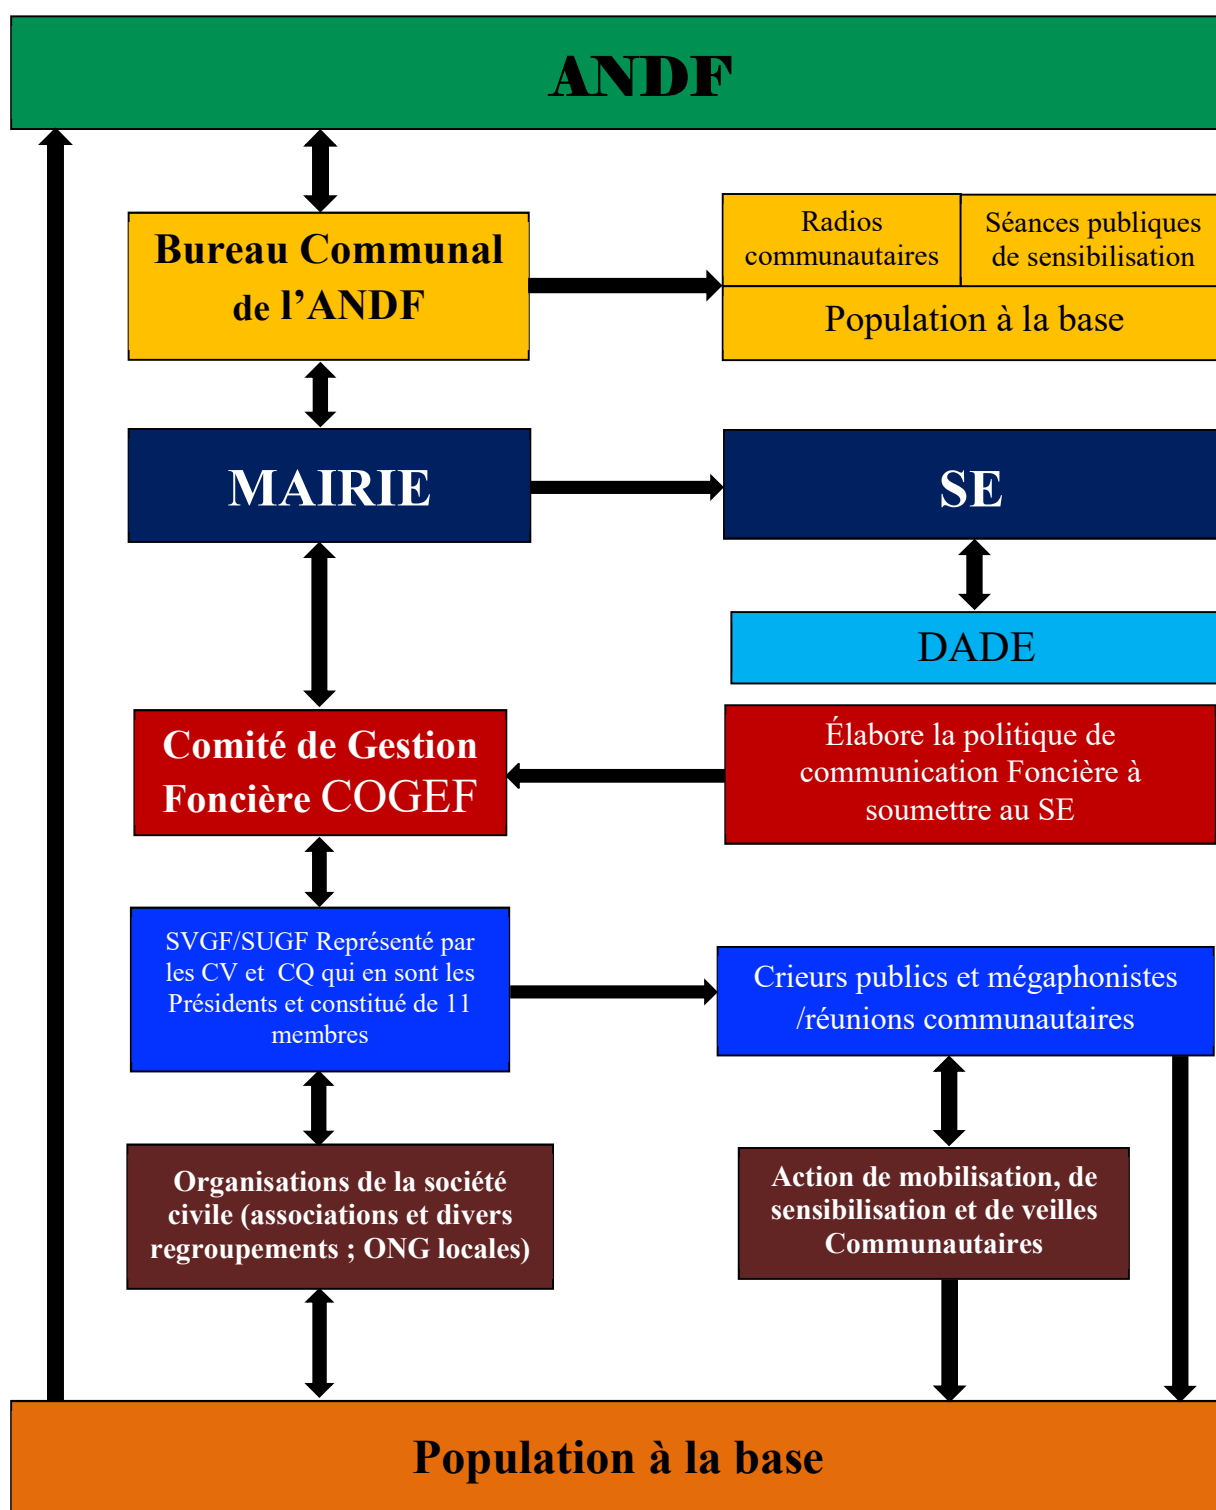 ANDF
Bureau Communal
de l’ANDF
Radios
communautaires
Séances publiques
de sensibilisation
Population à la base
MAIRIE
SE
DADE
Comité de Gestion
Foncière COGEF
Élabore la politique de
communication Foncière à
soumettre au SE
SVGF/SUGF Représenté par
les CV et CQ qui en sont les
Présidents et constitué de 11
membres
Crieurs publics et mégaphonistes
/réunions communautaires
Organisations de la société
civile (associations et divers
regroupements ; ONG locales)
Action de mobilisation, de
sensibilisation et de veilles
Communautaires
Population à la base